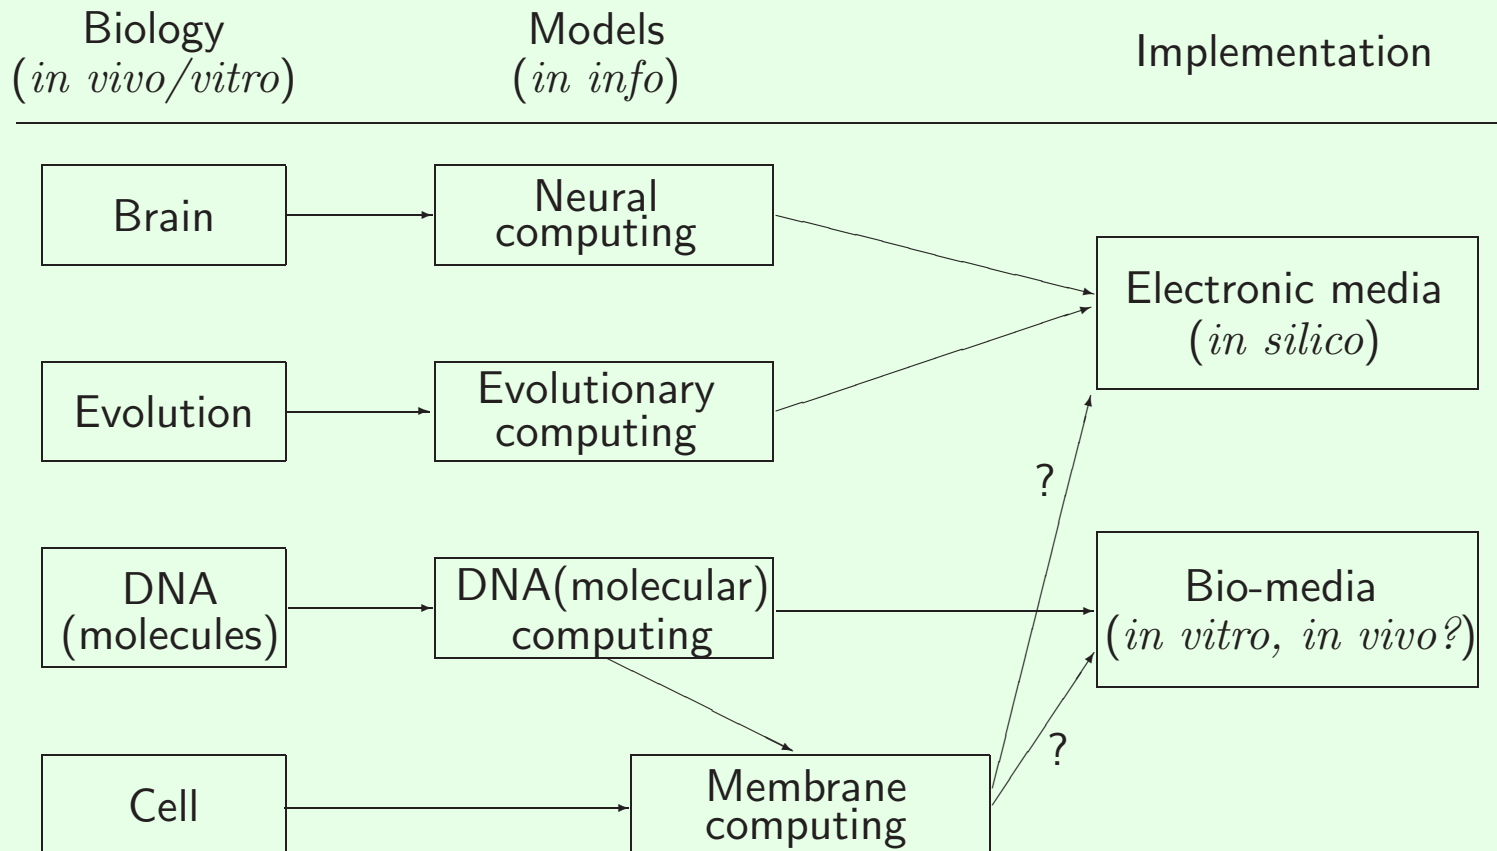 Biology
(in vivo/vitro)
Models
(in info)
Implementation
Brain
Neural
computing
Electronic media
(in silico)
Evolution
Evolutionary
computing
?
DNA
(molecules)
DNA(molecular)
computing
Bio-media
(in vitro, in vivo?)
?
Cell
Membrane
computing